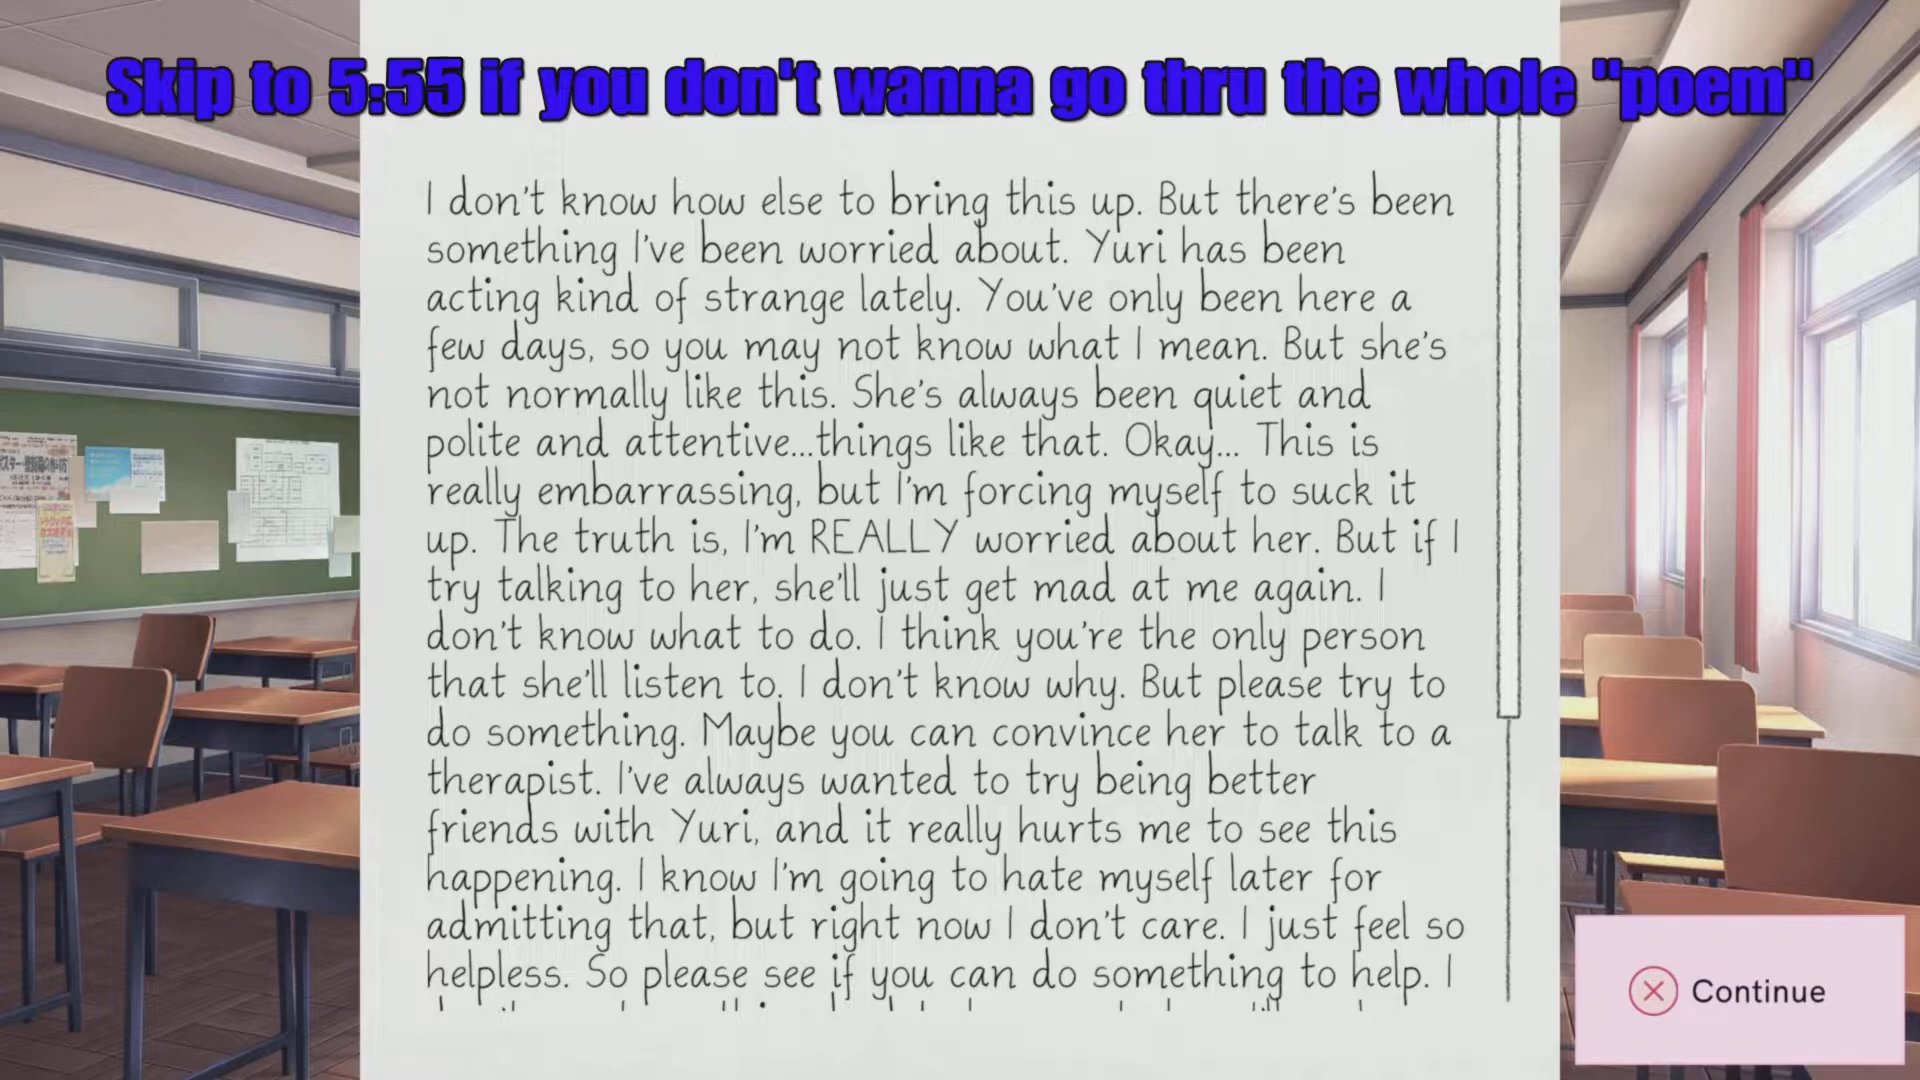 Skip to 5:55 if you don't wanna go thru the whole "poem"
I don't know how else to bring this up. But there's been
something I've been worried about. Yuri has been
acting kind of strange lately. You've only been here a
few days, so you may not know what I mean. But she's
not normally like this. She's always been quiet and
polite and attentive...things like that. Okay... This is
really embarrassing, but I'm forcing myself to suck it
up. The truth is, I'm REALLY worried about her. But if I
try talking to her, she'll just get mad at me again. I
don't know what to do. I think you're the only person
that she'll listen to. I don't know why. But please try to
do something. Maybe you can convince her to talk to a
therapist. I've always wanted to try being better
friends with Yuri, and it really hurts me to see this
happening. I know I'm going to hate myself later for
admitting that, but right now I don't care. I just feel so
helpless. So please see if you can do something to help. I
Continue